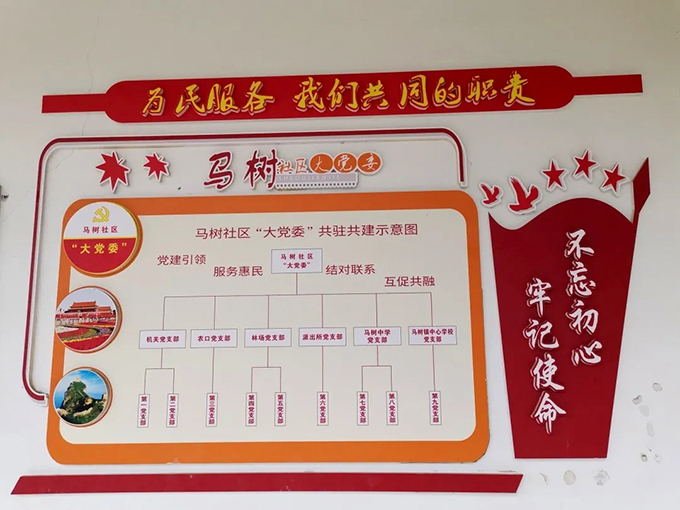 为民服务 我们共同的职责
马树社区大党委
马树社区
“大党委”
马树社区“大党委”共驻共建示意图
党建引领
服务惠民
马树社区
“大党委”
结对联系
互促共融
机关党支部
农口党支部
林场党支部
派出所党支部
马树中学
党支部
马树镇中心学校
党支部
第一党支部
第二党支部
第三党支部
第四党支部
第五党支部
第六党支部
第七党支部
第八党支部
第九党支部
不忘初心
牢记使命